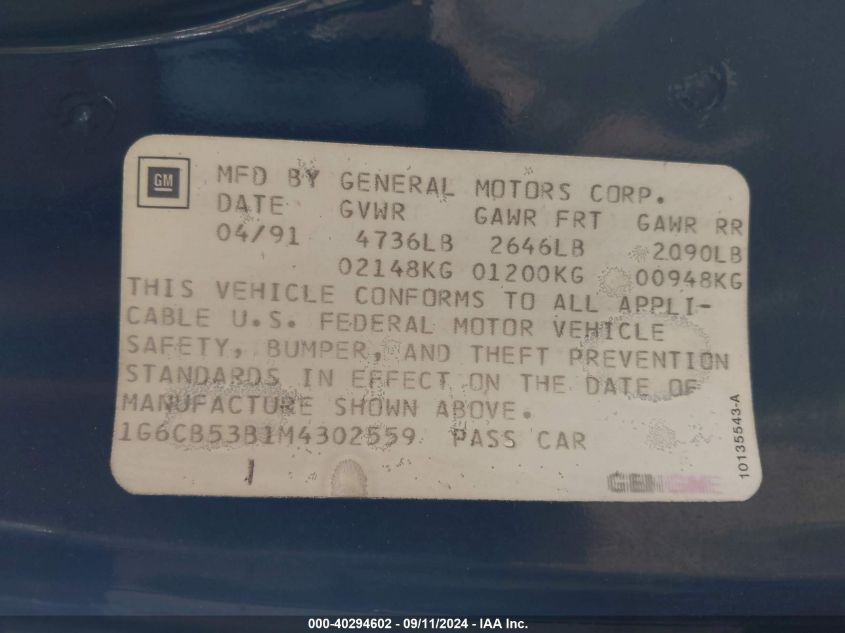 GM
MFD BY GENERAL MOTORS CORP.
DATE GVWR GAWR FRT GAWR RR
04/91 4736LB 2646LB 2090LB
02148KG 01200KG 00948KG
THIS VEHICLE CONFORMS TO ALL APPLI-
CABLE U.S. FEDERAL MOTOR VEHICLE
SAFETY, BUMPER, AND THEFT PREVENTION
STANDARDS IN EFFECT ON THE DATE OF
MANUFACTURE SHOWN ABOVE.
1G6CB53B1M4302559 PASS CAR
10135543-A
000-40294602 - 09/11/2024 - IAA Inc.